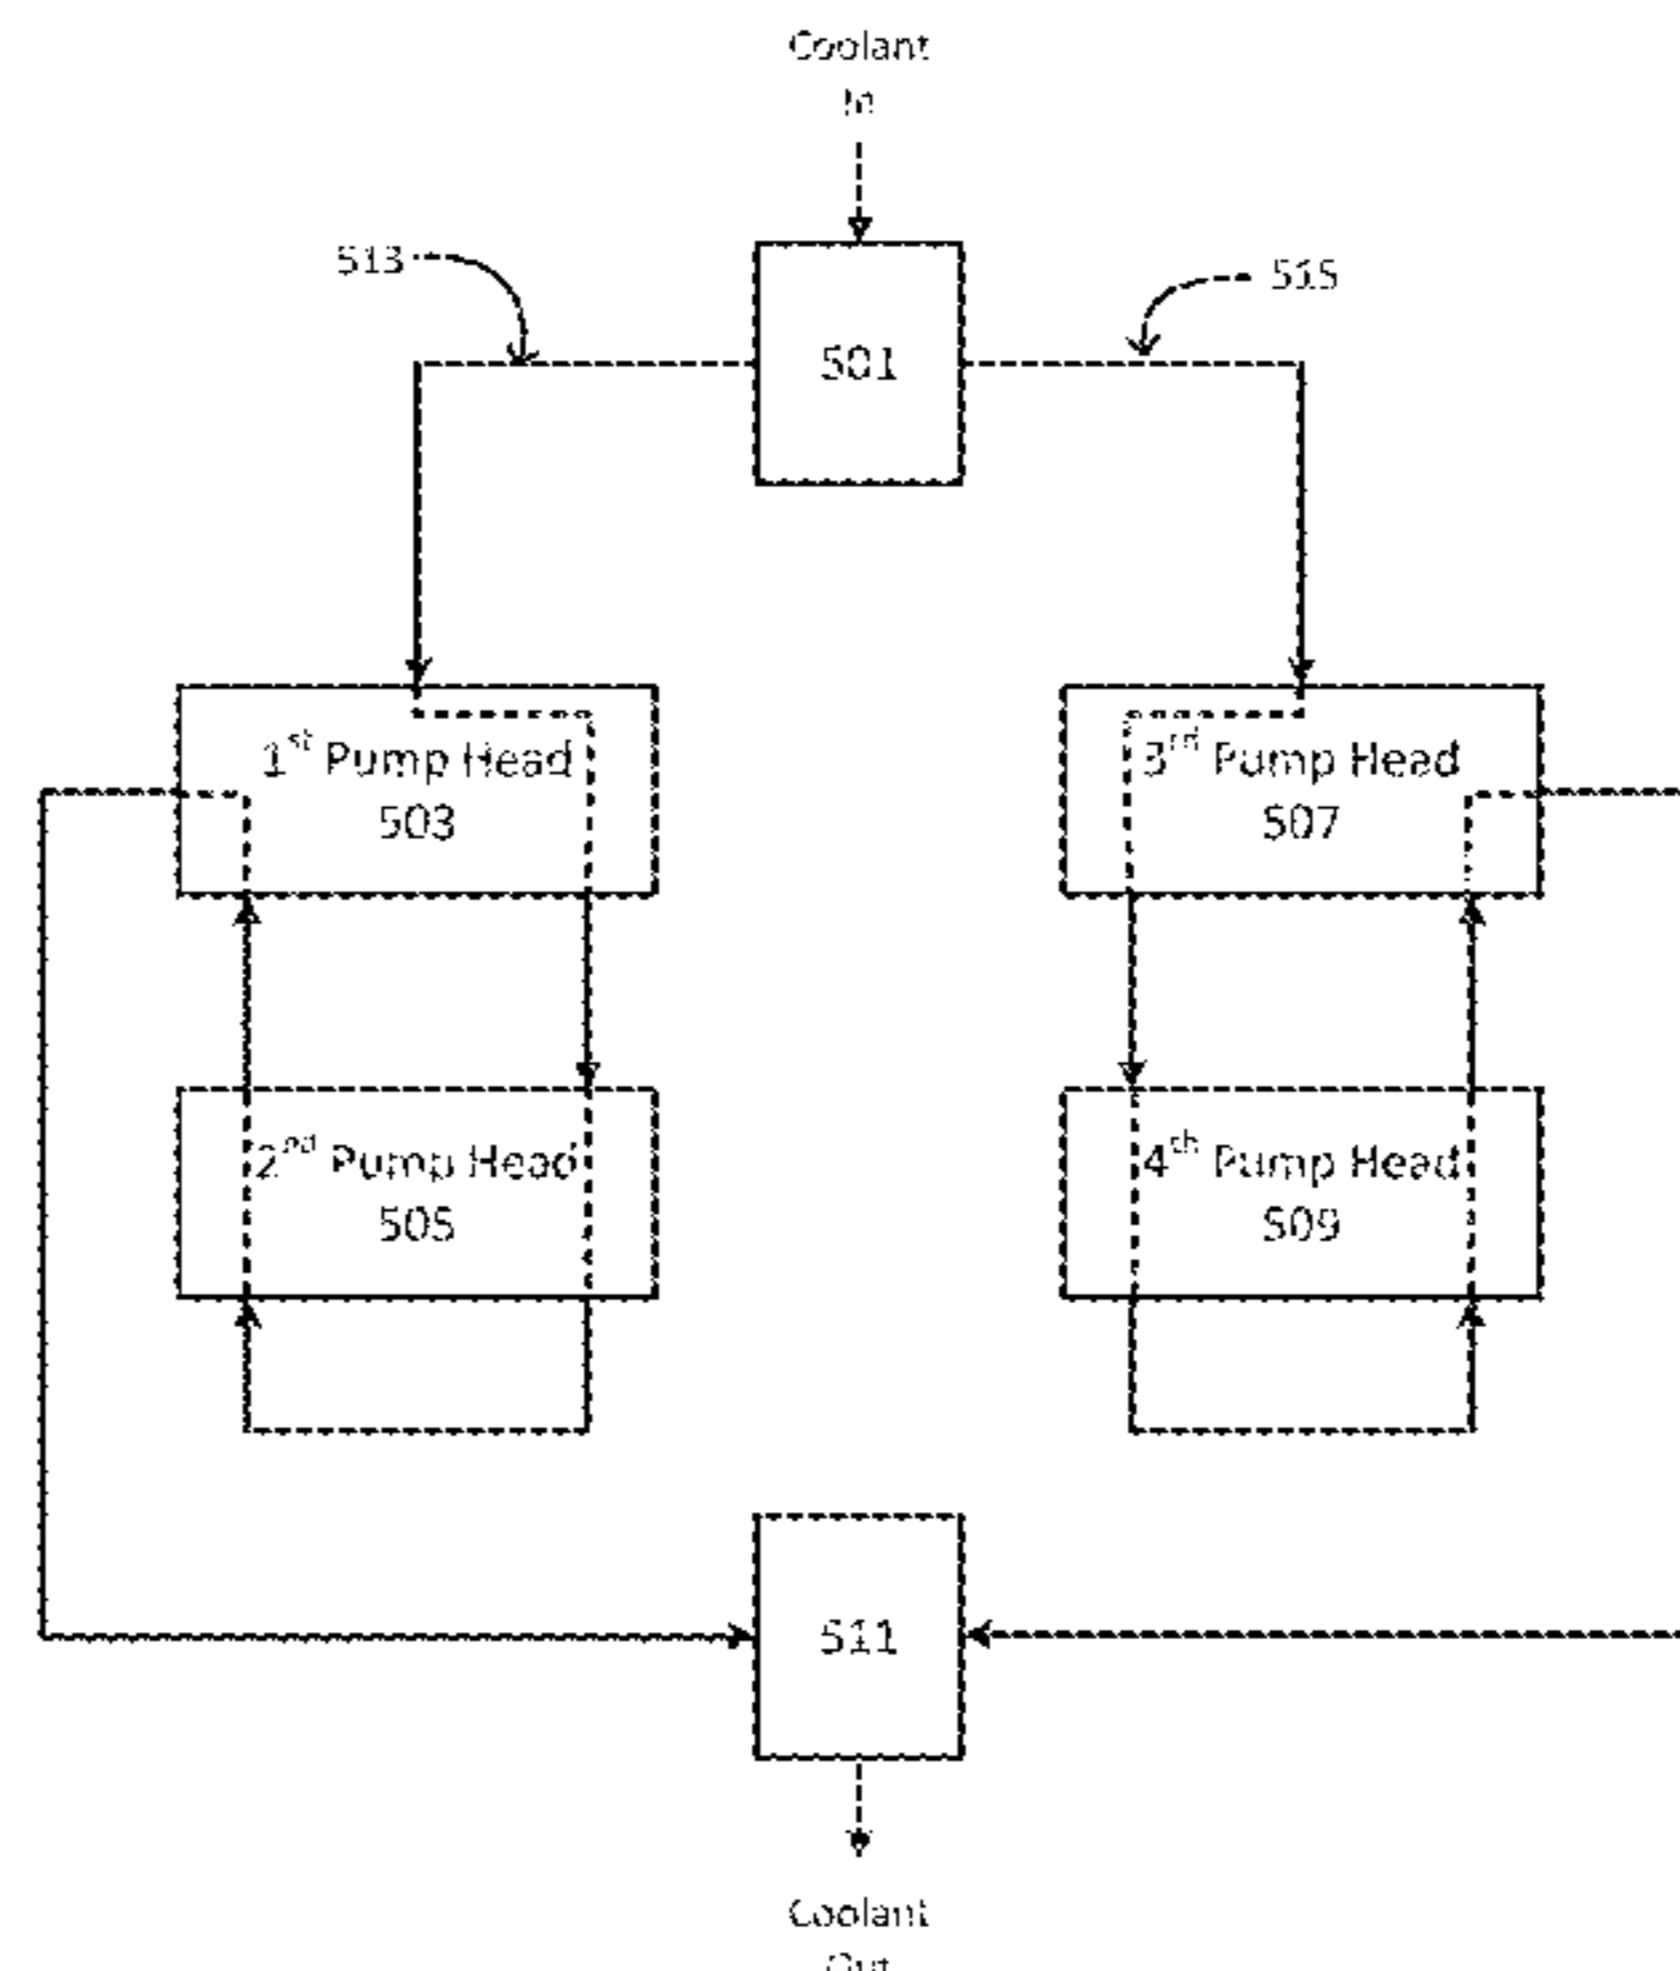 Coolant
In
513
515
501
1st Pump Head
503
3rd Pump Head
507
2nd Pump Head
505
4th Pump Head
509
511
Coolant
Out